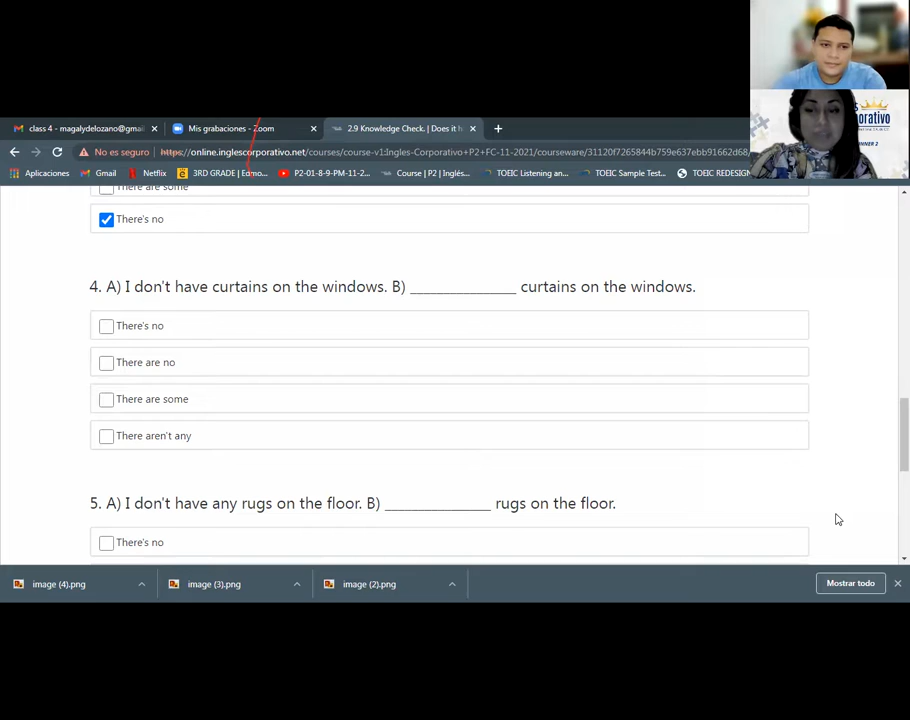 class 4 - magalydelozano@gmai
Mis grabaciones - Zoom
2.9 Knowledge Check. | Does it h
No es seguro
https://online.inglescorporativo.net/courses/course-v1:Ingles-Corporativo+P2+FC-11-2021/courseware/31120f7265844b759e637ebb91662d68/
Aplicaciones
Gmail
Netflix
3RD GRADE | Edmo...
P2-01-8-9-PM-11-2...
Course | P2 | Inglés...
TOEIC Listening an...
TOEIC Sample Test...
TOEIC REDESIGN
There are some
There's no
4. A) I don't have curtains on the windows. B) _______________ curtains on the windows.
There's no
There are no
There are some
There aren't any
5. A) I don't have any rugs on the floor. B) _______________ rugs on the floor.
There's no
image (4).png
image (3).png
image (2).png
Mostrar todo